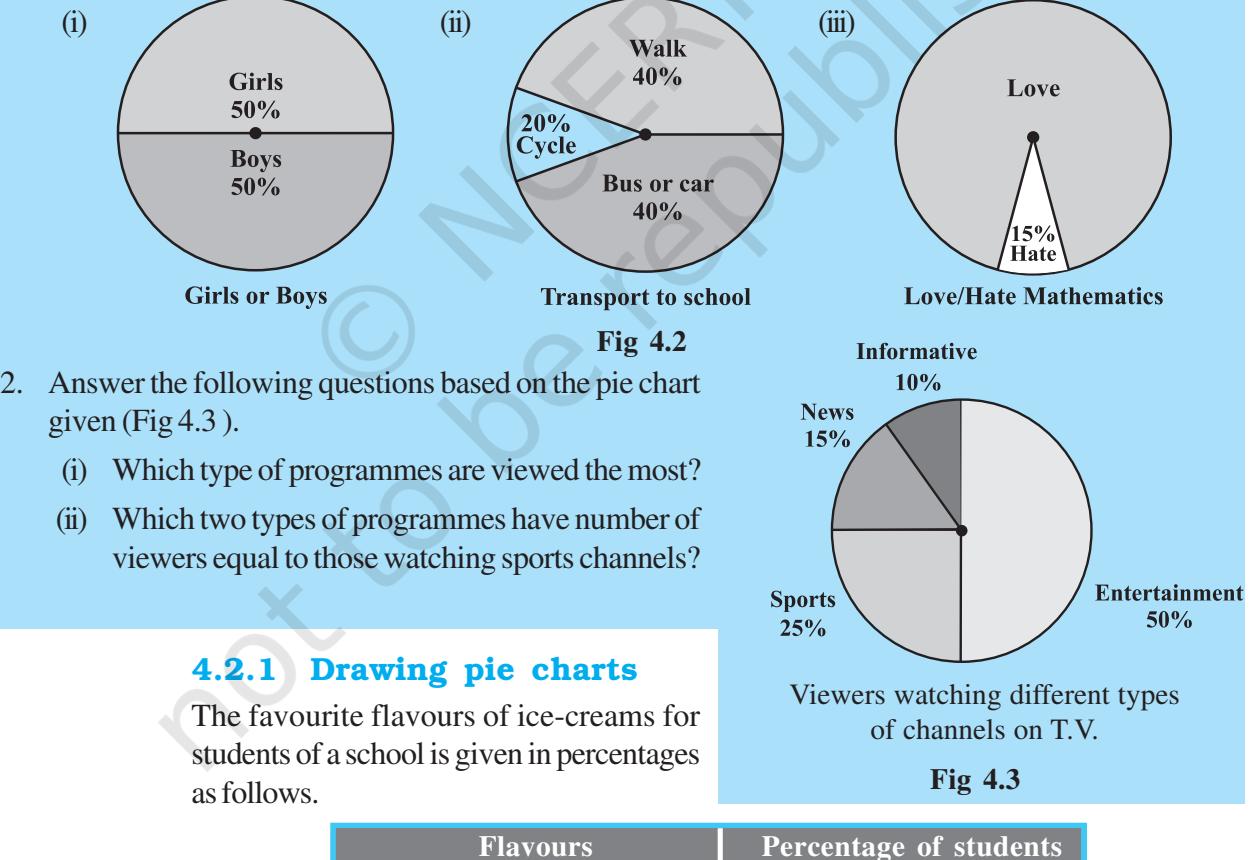 (i)
Girls
50%
Boys
50%
Girls or Boys
(ii)
Walk
40%
20%
Cycle
Bus or car
40%
Transport to school
(iii)
Love
15%
Hate
Love/Hate Mathematics
Fig 4.2
2. Answer the following questions based on the pie chart
given (Fig 4.3 ).
(i) Which type of programmes are viewed the most?
(ii) Which two types of programmes have number of
viewers equal to those watching sports channels?
Informative
10%
News
15%
Sports
25%
Entertainment
50%
Viewers watching different types
of channels on T.V.
Fig 4.3
4.2.1 Drawing pie charts
The favourite flavours of ice-creams for
students of a school is given in percentages
as follows.
Flavours Percentage of students
© NCER
not to be republis